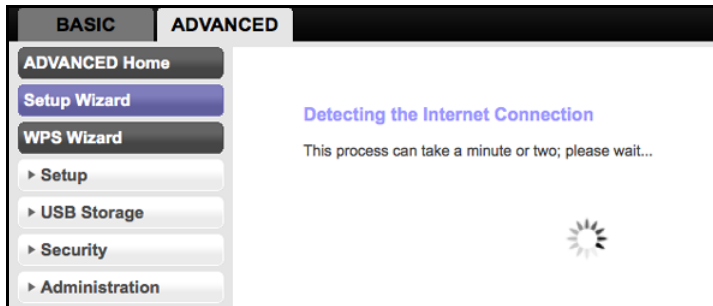 BASIC
ADVANCED
ADVANCED Home
Setup Wizard
WPS Wizard
Setup
USB Storage
Security
Administration
Detecting the Internet Connection
This process can take a minute or two; please wait...